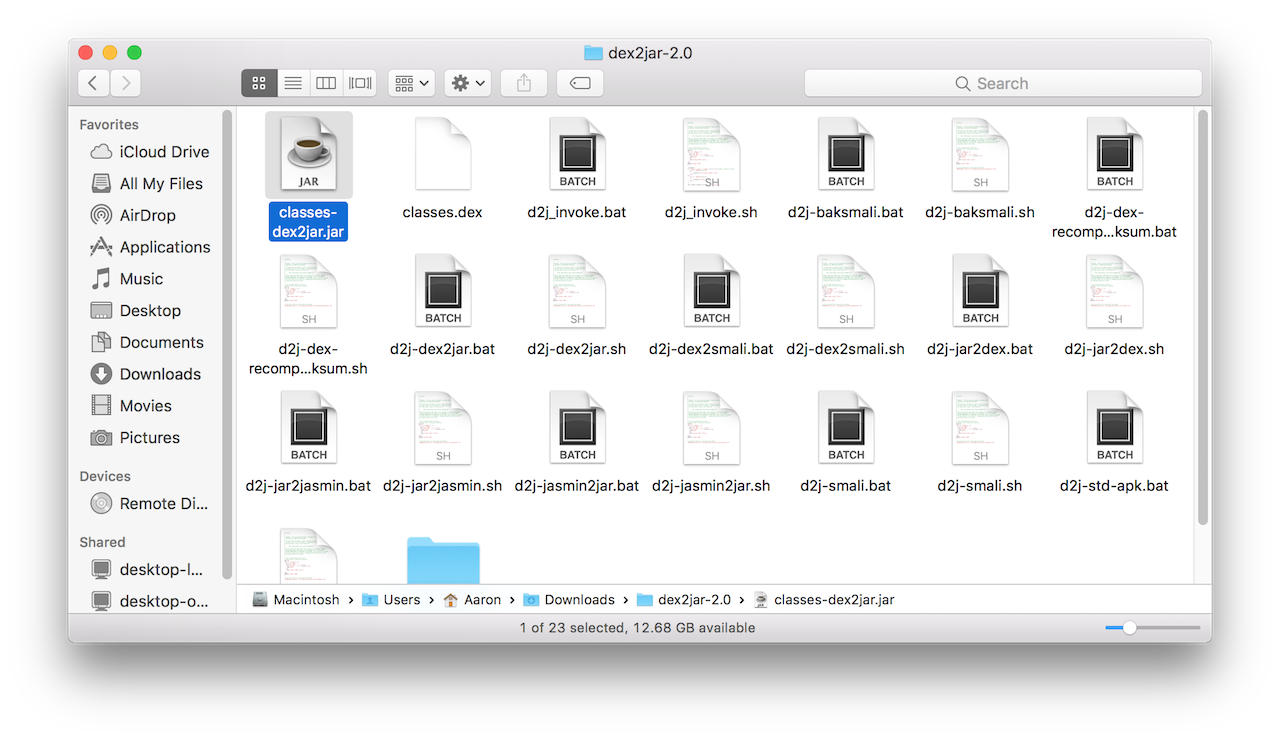 dex2jar-2.0
Search
Favorites
iCloud Drive
All My Files
AirDrop
Applications
Music
Desktop
Documents
Downloads
Movies
Pictures
Devices
Remote Di...
Shared
desktop-l...
desktop-o...
JAR
BATCH
SH
BATCH
SH
BATCH
classes-
dex2jar.jar
classes.dex
d2j_invoke.bat
d2j_invoke.sh
d2j-baksmali.bat
d2j-baksmali.sh
d2j-dex-
recomp...ksum.bat
SH
BATCH
SH
BATCH
SH
BATCH
SH
d2j-dex-
recomp...ksum.sh
d2j-dex2jar.bat
d2j-dex2jar.sh
d2j-dex2smali.bat
d2j-dex2smali.sh
d2j-jar2dex.bat
d2j-jar2dex.sh
BATCH
SH
BATCH
SH
BATCH
SH
BATCH
d2j-jar2jasmin.bat
d2j-jar2jasmin.sh
d2j-jasmin2jar.bat
d2j-jasmin2jar.sh
d2j-smali.bat
d2j-smali.sh
d2j-std-apk.bat
Macintosh › Users › Aaron › Downloads › dex2jar-2.0 › classes-dex2jar.jar
1 of 23 selected, 12.68 GB available